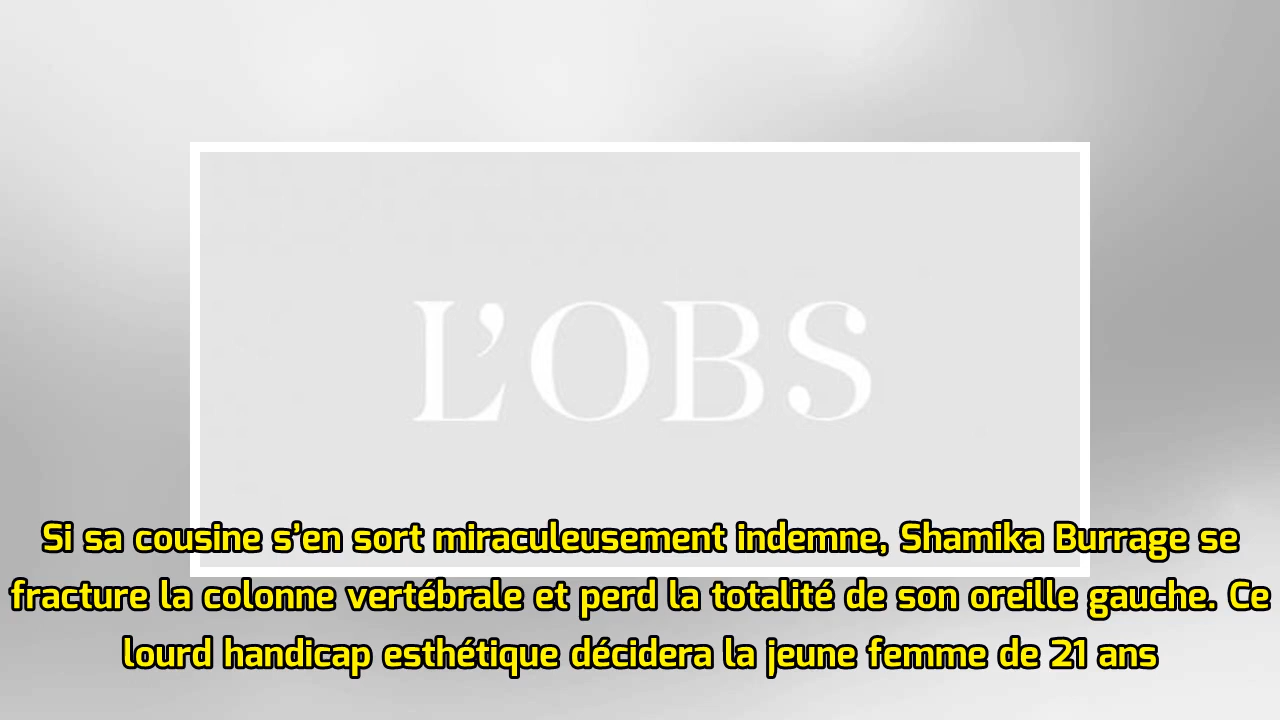 L'OBS
Si sa cousine s’en sort miraculeusement indemne, Shamika Burrage se
fracture la colonne vertébrale et perd la totalité de son oreille gauche. Ce
lourd handicap esthétique décidera la jeune femme de 21 ans